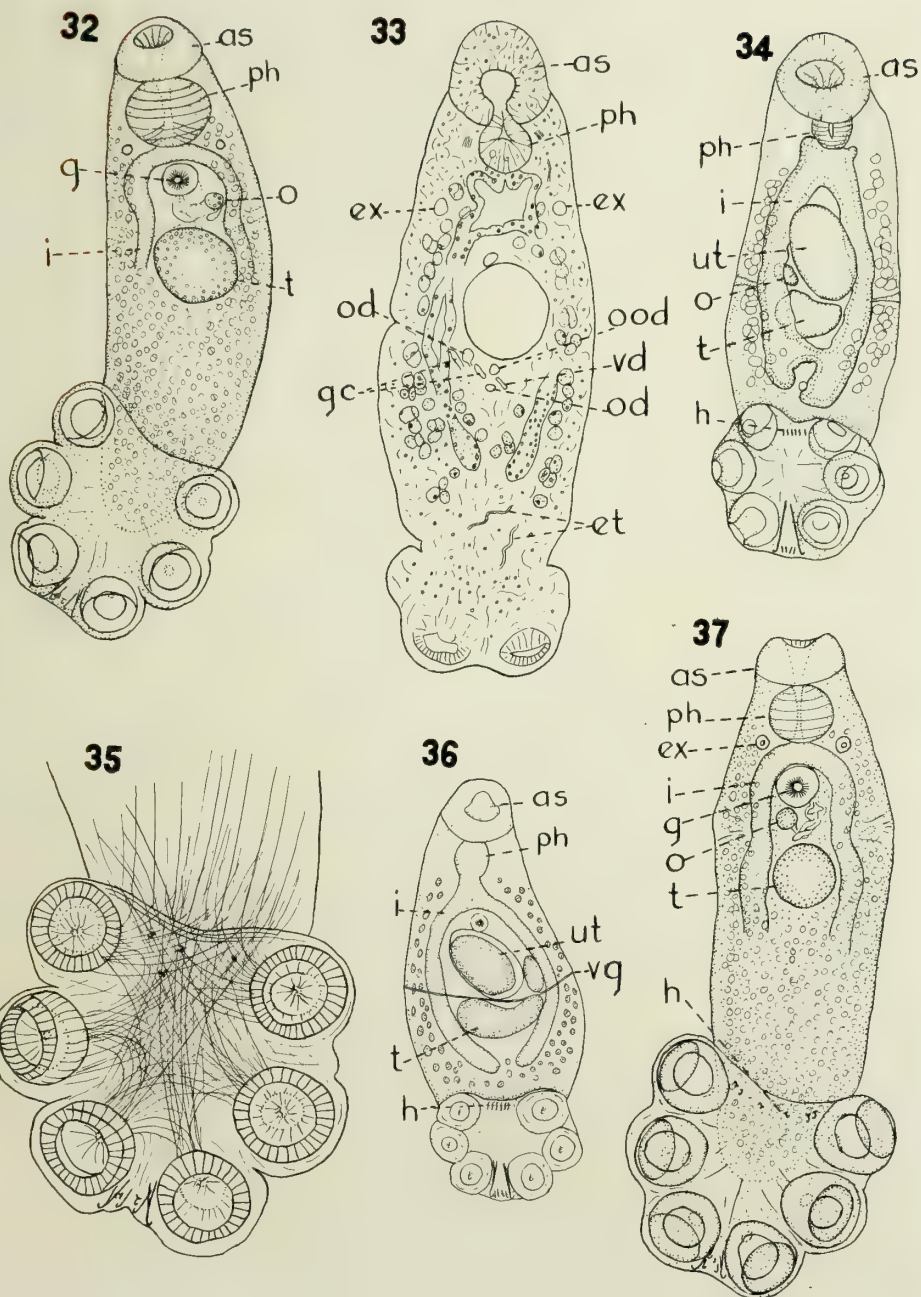 32
as
ph
g
o
i
t
33
as
ph
ex
ex
od
ood
gc
vd
od
et
34
as
ph
i
ut
o
t
h
35
36
as
ph
i
ut
vg
t
h
i
t
t
t
t
t
37
as
ph
ex
i
g
o
t
h